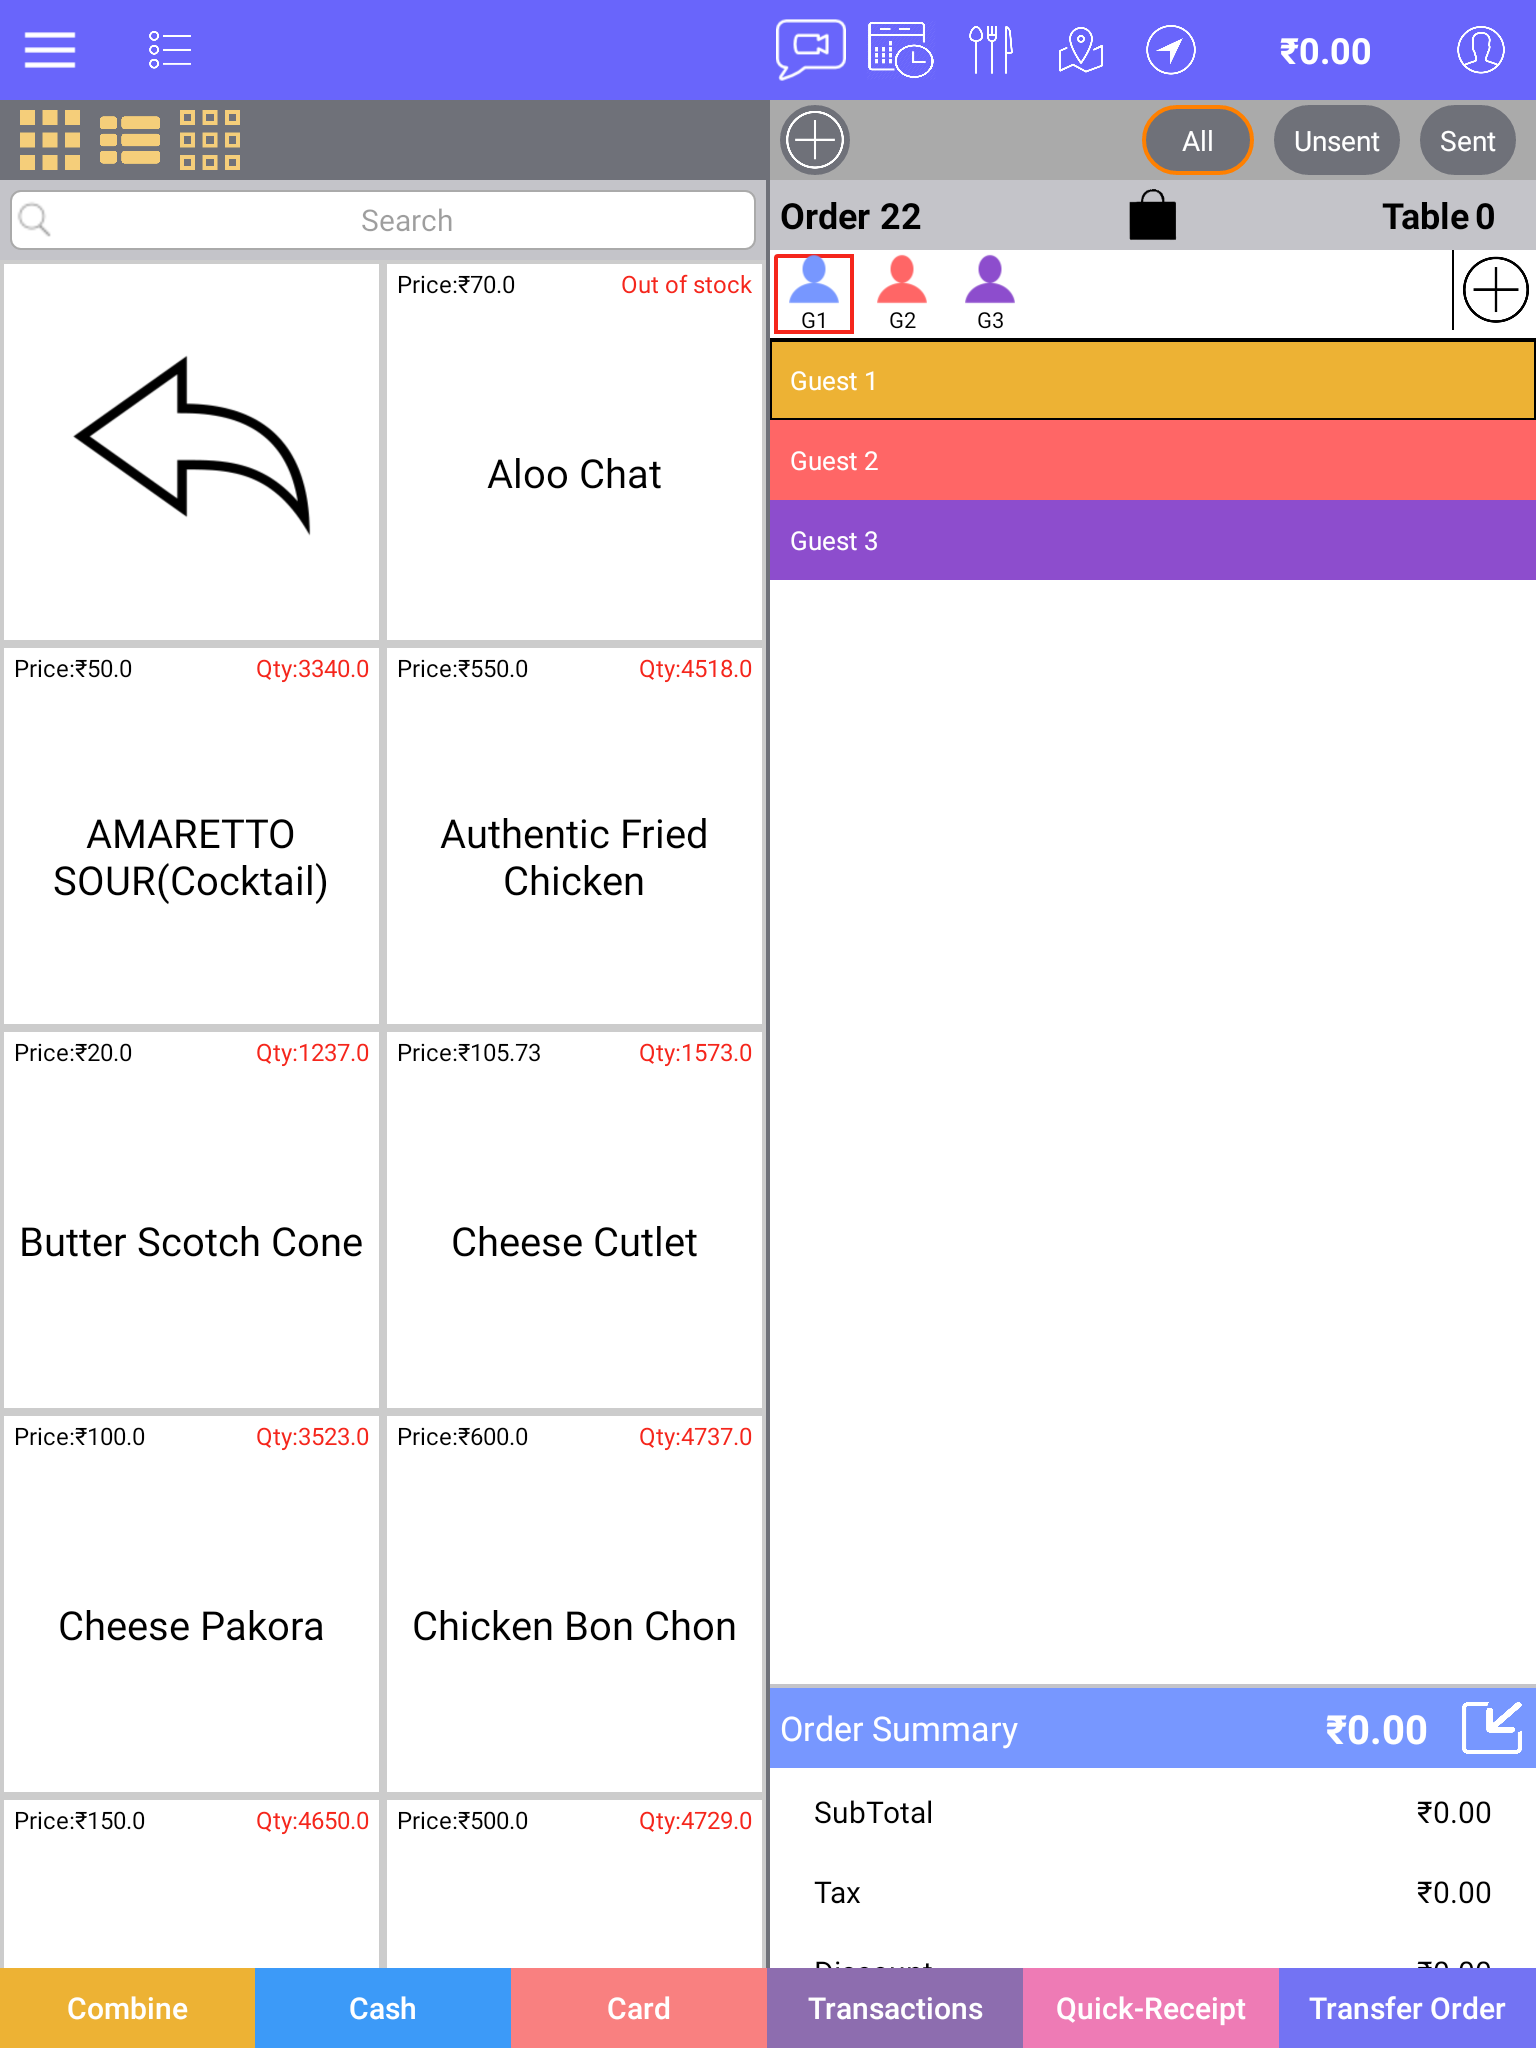 ₹0.00
All
Unsent
Sent
Search
Order 22
Table 0
G1
G2
G3
Guest 1
Guest 2
Guest 3
Price:₹70.0
Out of stock
Aloo Chat
Price:₹50.0
Qty:3340.0
AMARETTO
SOUR(Cocktail)
Price:₹550.0
Qty:4518.0
Authentic Fried
Chicken
Price:₹20.0
Qty:1237.0
Butter Scotch Cone
Price:₹105.73
Qty:1573.0
Cheese Cutlet
Price:₹100.0
Qty:3523.0
Cheese Pakora
Price:₹600.0
Qty:4737.0
Chicken Bon Chon
Price:₹150.0
Qty:4650.0
Price:₹500.0
Qty:4729.0
Order Summary
₹0.00
SubTotal
₹0.00
Tax
₹0.00
Combine
Cash
Card
Transactions
Quick-Receipt
Transfer Order